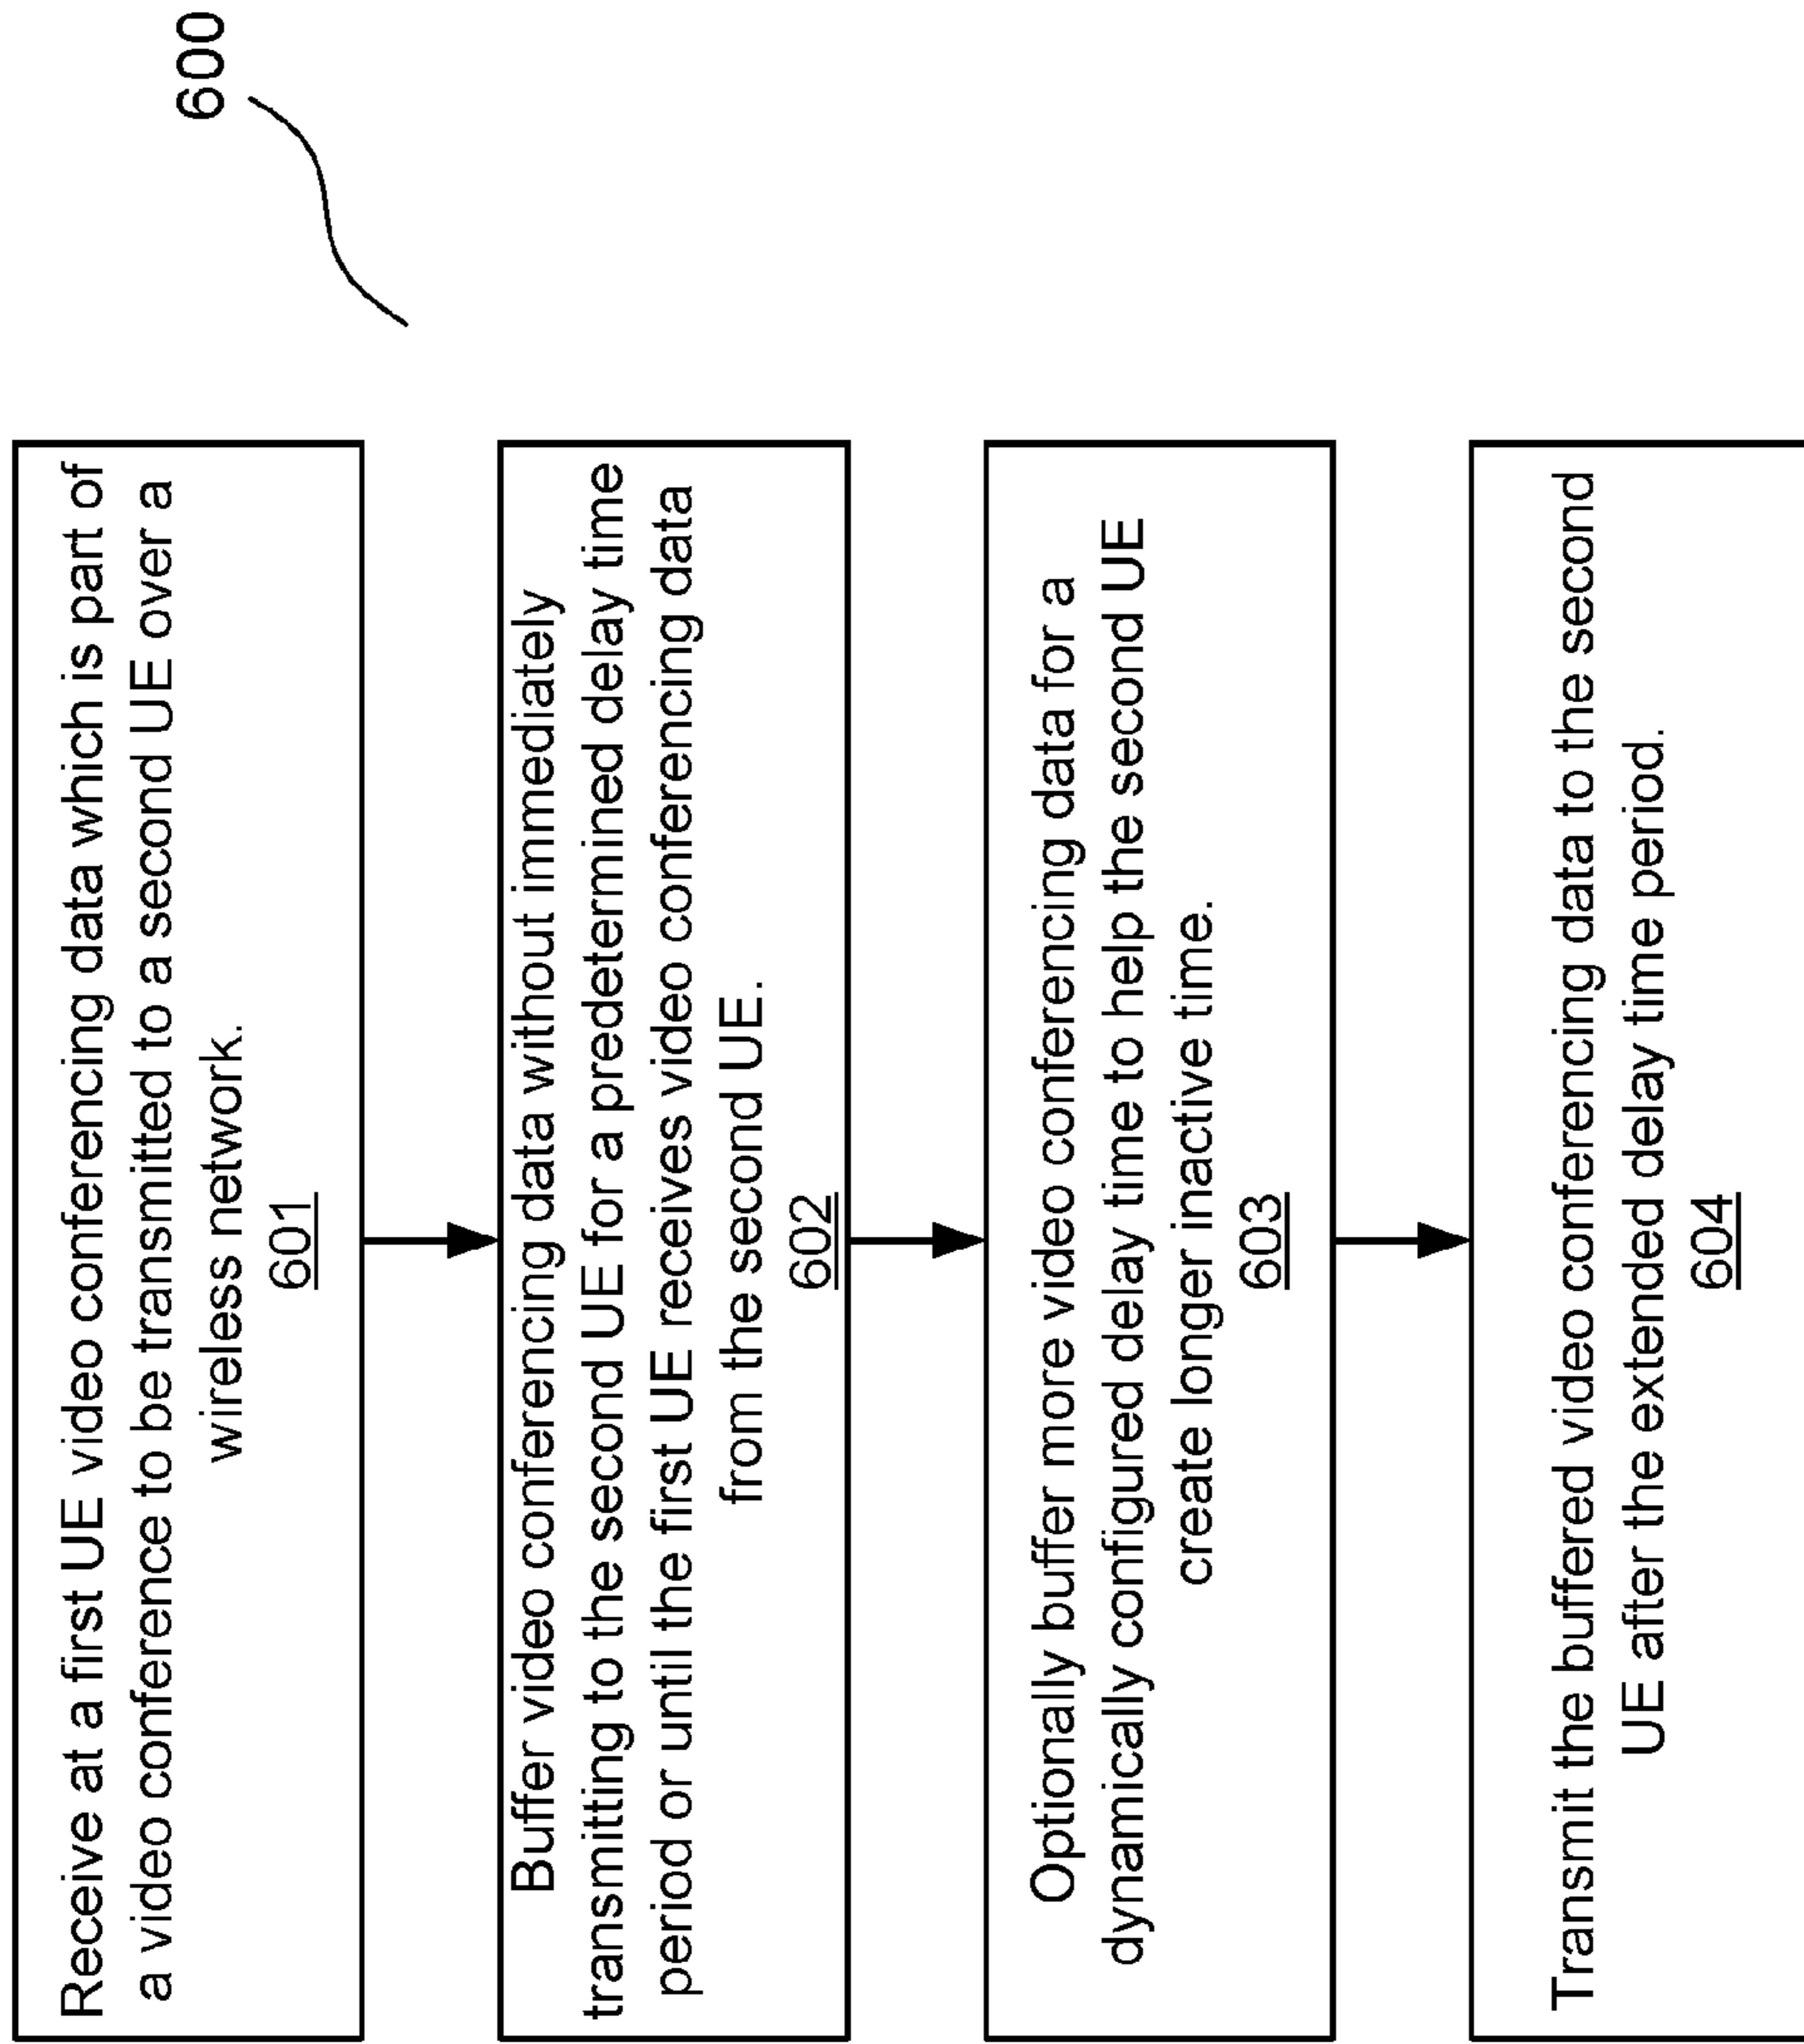 600
Receive at a first UE video conferencing data which is part of
a video conference to be transmitted to a second UE over a
wireless network.
601
Buffer video conferencing data without immediately
transmitting to the second UE for a predetermined delay time
period or until the first UE receives video conferencing data
from the second UE.
602
Optionally buffer more video conferencing data for a
dynamically configured delay time to help the second UE
create longer inactive time.
603
Transmit the buffered video conferencing data to the second
UE after the extended delay time period.
604